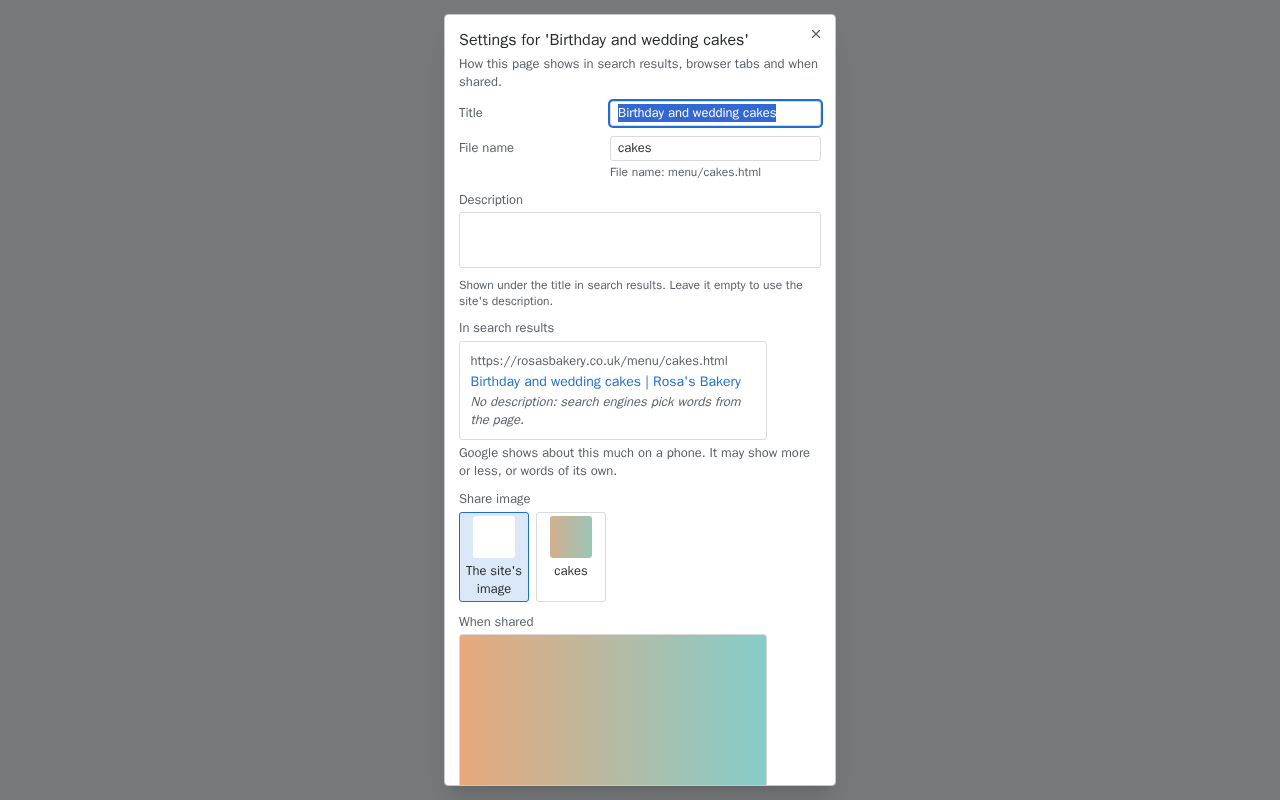 Settings for 'Birthday and wedding cakes'
How this page shows in search results, browser tabs and when
shared.
Title
Birthday and wedding cakes
File name
cakes
File name: menu/cakes.html
Description
Shown under the title in search results. Leave it empty to use the
site's description.
In search results
https://rosasbakery.co.uk/menu/cakes.html
Birthday and wedding cakes | Rosa's Bakery
No description: search engines pick words from
the page.
Google shows about this much on a phone. It may show more
or less, or words of its own.
Share image
The site's
image
cakes
When shared